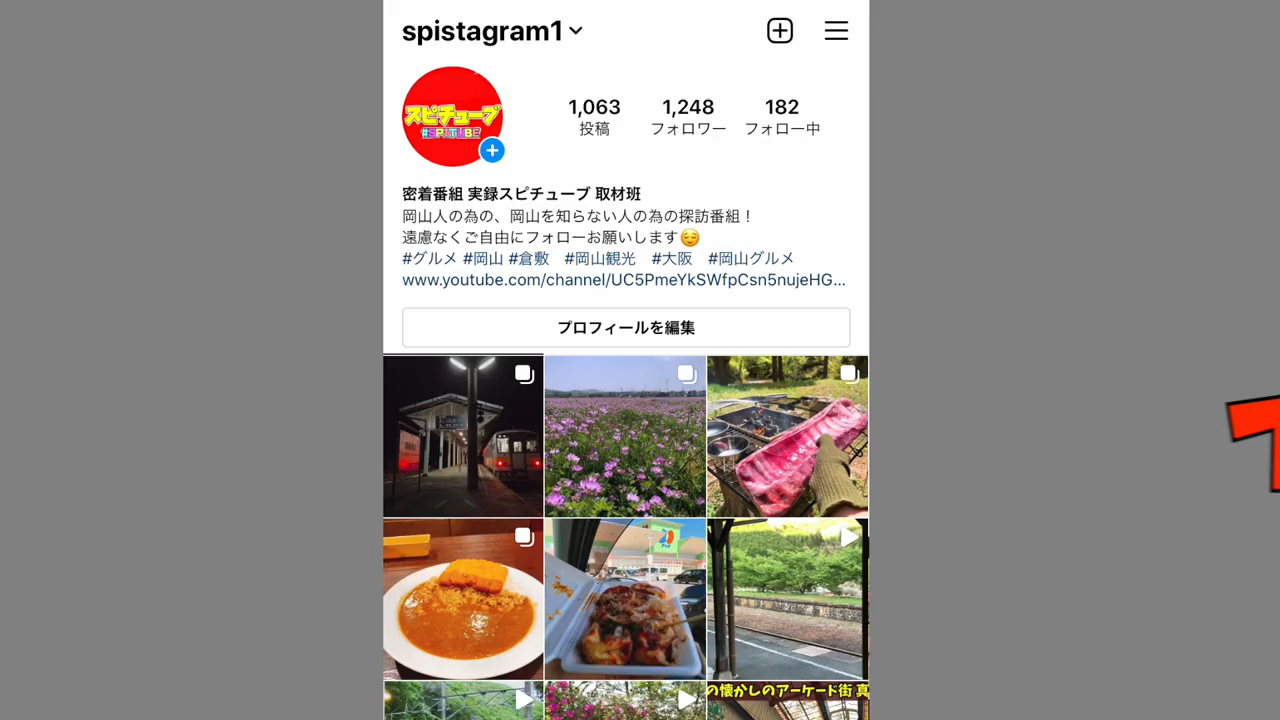 spistagram1
スピチューブ
#SPITUBE
1,063
投稿
1,248
フォロワー
182
フォロー中
密着番組 実録スピチューブ 取材班
岡山人の為の、岡山を知らない人の為の探訪番組！
遠慮なくご自由にフォローお願いします😌
#グルメ #岡山 #倉敷　#岡山観光　#大阪　#岡山グルメ
www.youtube.com/channel/UC5PmeYkSWfpCsn5nujeHG...
プロフィールを編集
の懐かしのアーケード街 真